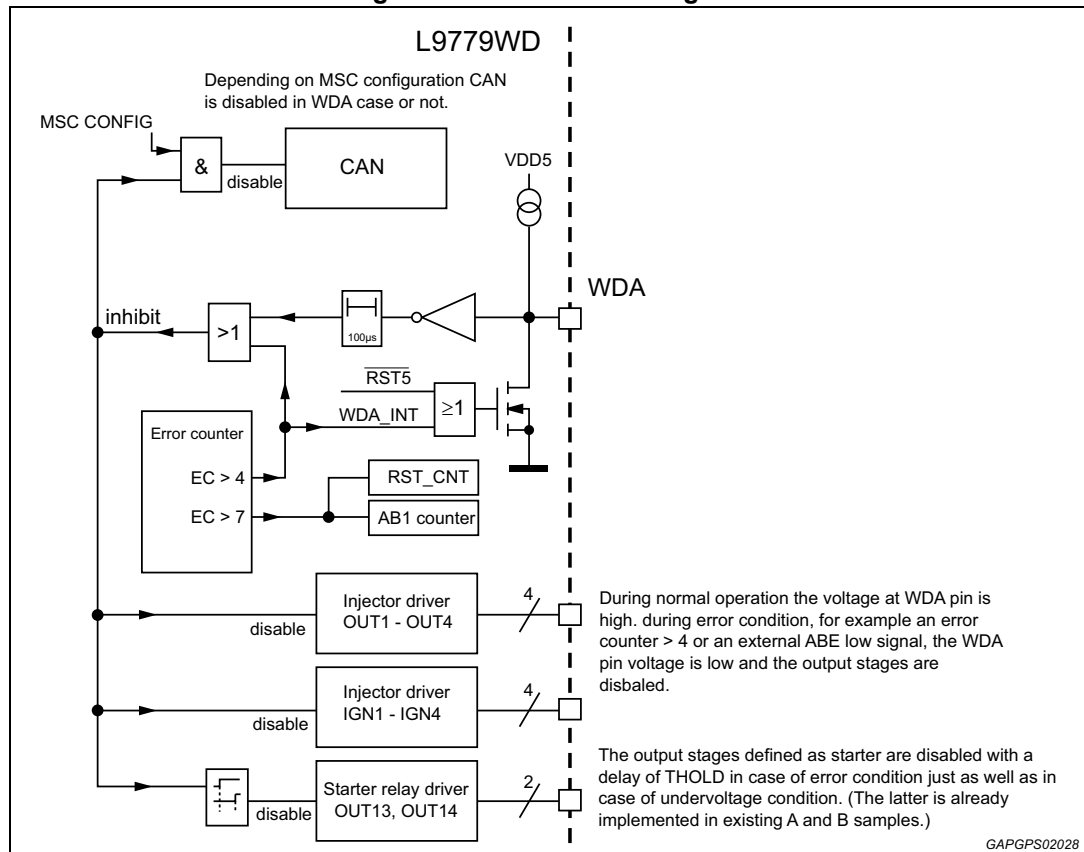 L9779WD
Depending on MSC configuration CAN
is disabled in WDA case or not.
MSC CONFIG
&
disable
CAN
VDD5
WDA
inhibit
>1
100µs
RST5
WDA_INT
≥1
Error counter
EC > 4
EC > 7
RST_CNT
AB1 counter
Injector driver
OUT1 - OUT4
disable
4
During normal operation the voltage at WDA pin is
high. during error condition, for example an error
counter > 4 or an external ABE low signal, the WDA
pin voltage is low and the output stages are
disbaled.
Injector driver
IGN1 - IGN4
disable
4
Starter relay driver
OUT13, OUT14
disable
2
The output stages defined as starter are disabled with a
delay of THOLD in case of error condition just as well as in
case of undervoltage condition. (The latter is already
implemented in existing A and B samples.)
GAPGPS02028